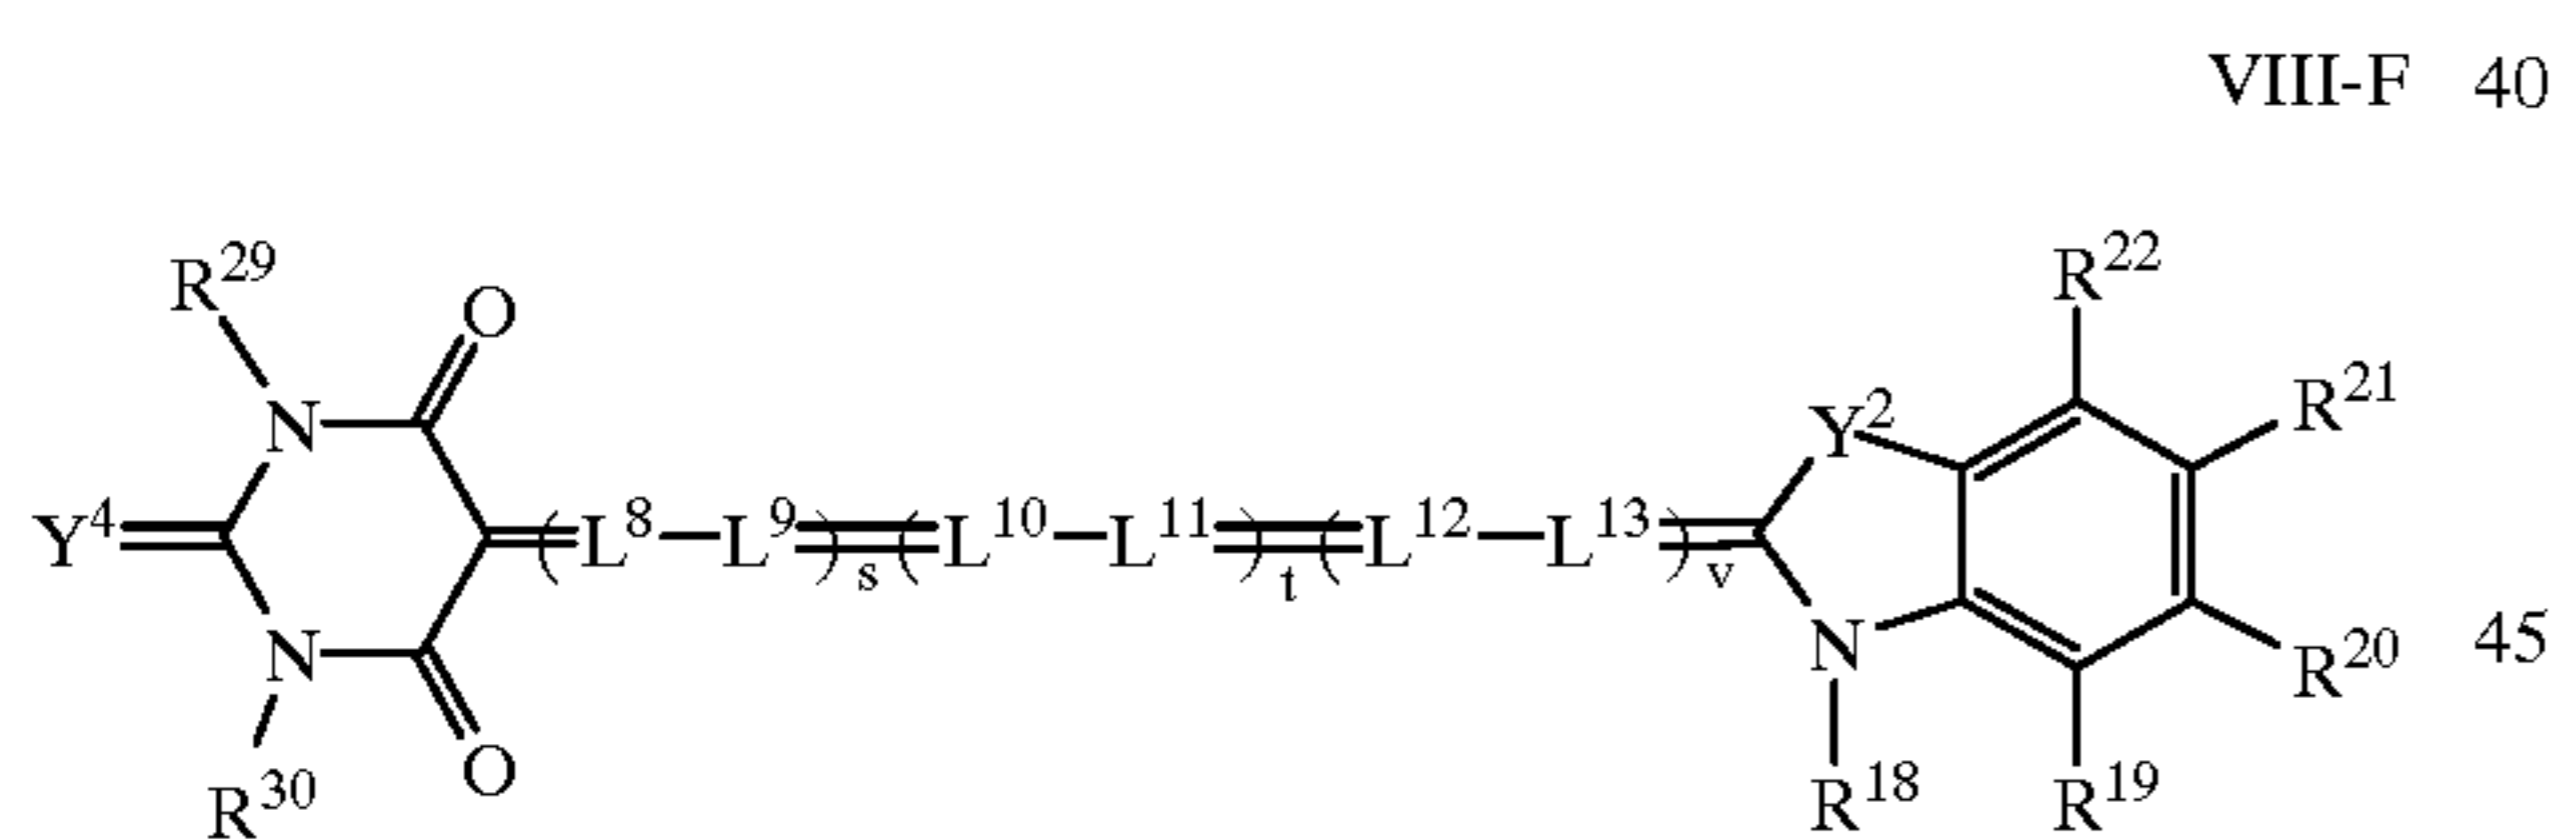 VIII-F 40
R29 O R22
N Y2 R21
Y4 (L8 L9)s (L10 L11)t (L12 L13)v
N N R20 45
R30 O R18 R19